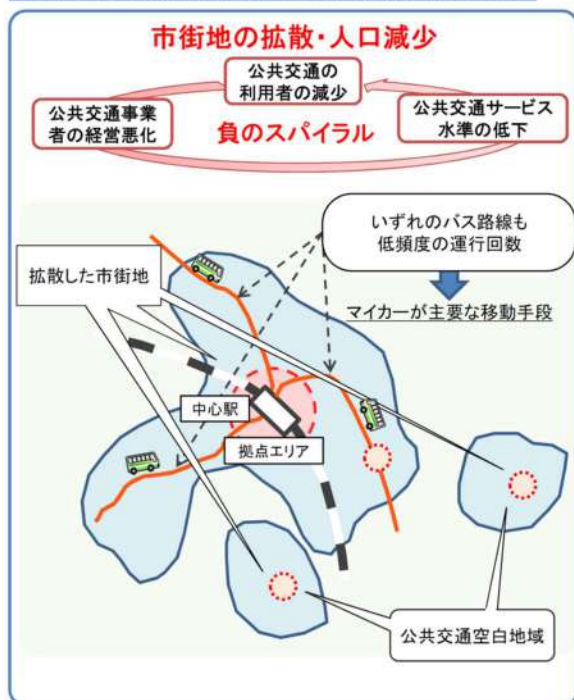 市街地の拡散・人口減少
公共交通の
利用者の減少
公共交通事業
者の経営悪化
負のスパイラル
公共交通サービス
水準の低下
いずれのバス路線も
低頻度の運行回数
拡散した市街地
マイカーが主要な移動手段
中心駅
拠点エリア
公共交通空白地域